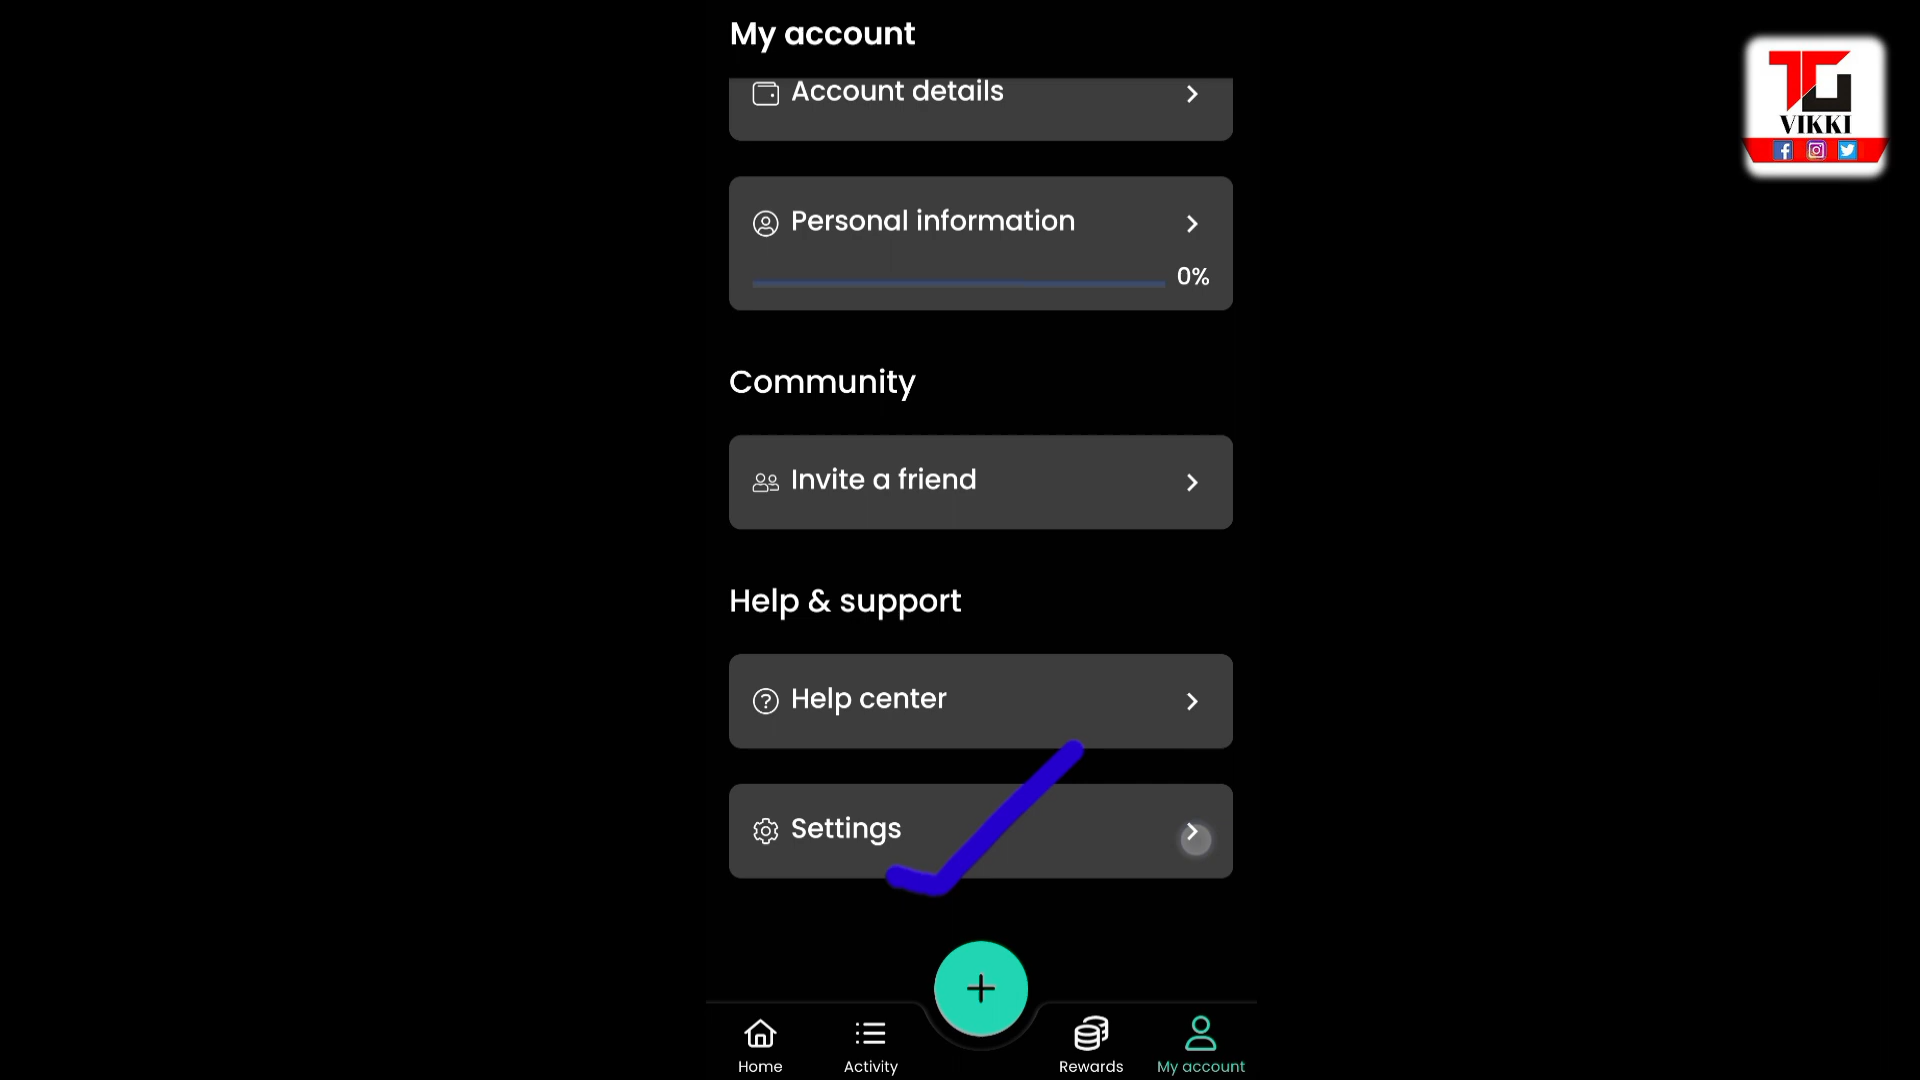 My account
Account details
Personal information
0%
Community
Invite a friend
Help & support
Help center
Settings
Home
Activity
Rewards
My account
TG
VIKKI